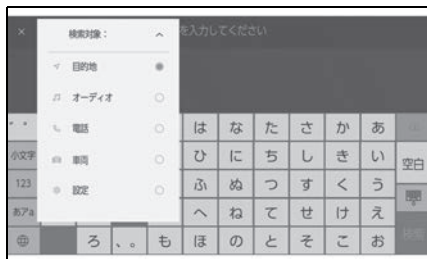 ×
検索対象：
を入力してください
目的地
オーディオ
電話
車両
設定
は な た さ か あ
小文字
ひ に ち し き い
空白
123
ふ ぬ つ す く う
あ7a
へ ね て せ け え
ろ 、。 も ほ の と そ こ お
検索